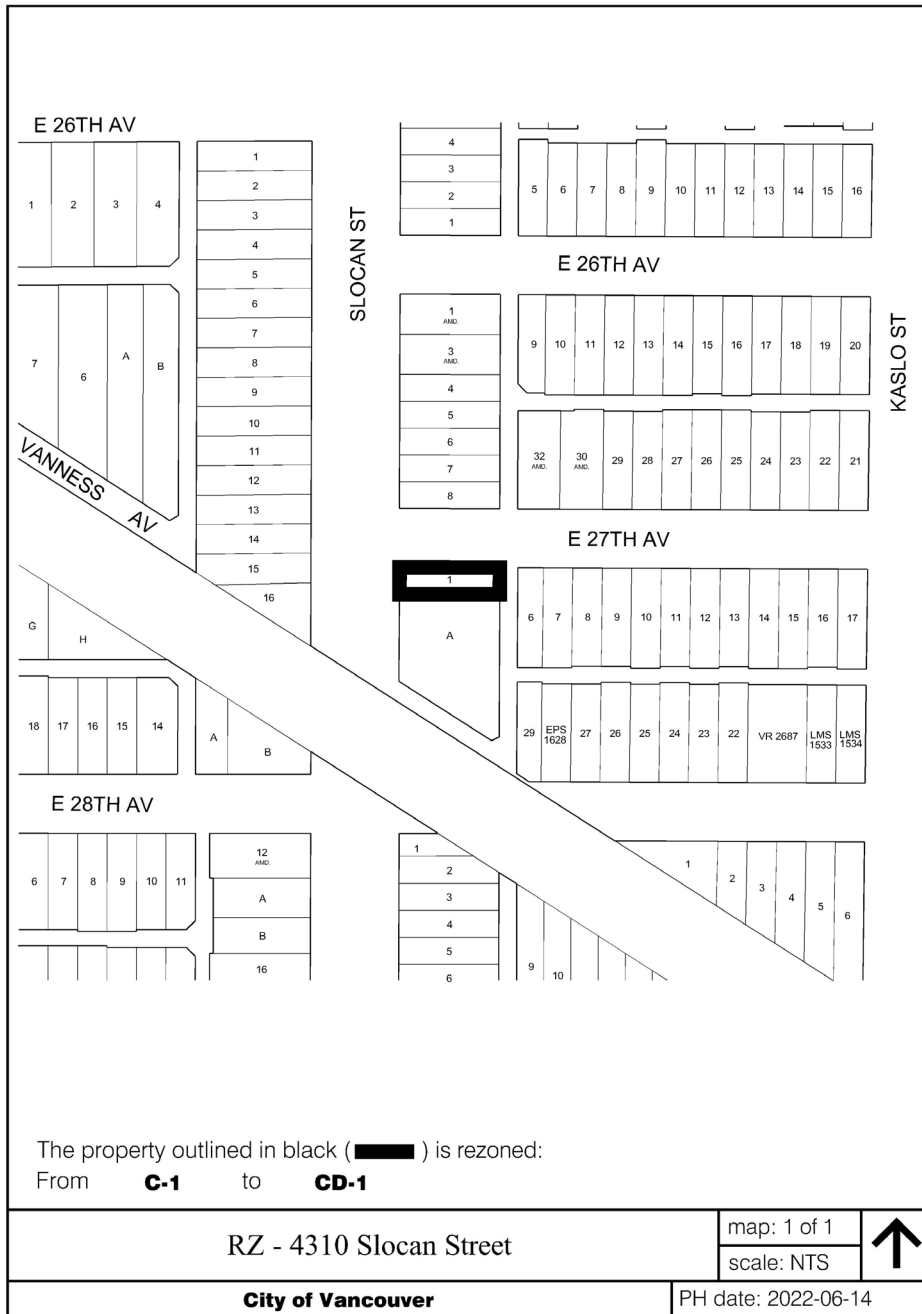 E 26TH AV
1 2 3 4
7 6 A B
VANNESS AV
G H
18 17 16 15 14
E 28TH AV
6 7 8 9 10 11
1
2
3
4
5
6
7
8
9
10
11
12
13
14
15
16
A B
12
AMD.
A
B
16
SLOCAN ST
4
3
2
1
5 6 7 8 9 10 11 12 13 14 15 16
E 26TH AV
1
AMD.
3
AMD.
4
5
6
7
8
9 10 11 12 13 14 15 16 17 18 19 20
KASLO ST
32 AMD. 30 AMD. 29 28 27 26 25 24 23 22 21
E 27TH AV
1
A
6 7 8 9 10 11 12 13 14 15 16 17
29 EPS 1628 27 26 25 24 23 22 VR 2687 LMS 1533 LMS 1534
1
2
3
4
5
6
9 10
1 2 3 4 5 6
The property outlined in black ( ) is rezoned:
From C-1 to CD-1
RZ - 4310 Slocan Street
map: 1 of 1
scale: NTS
City of Vancouver
PH date: 2022-06-14